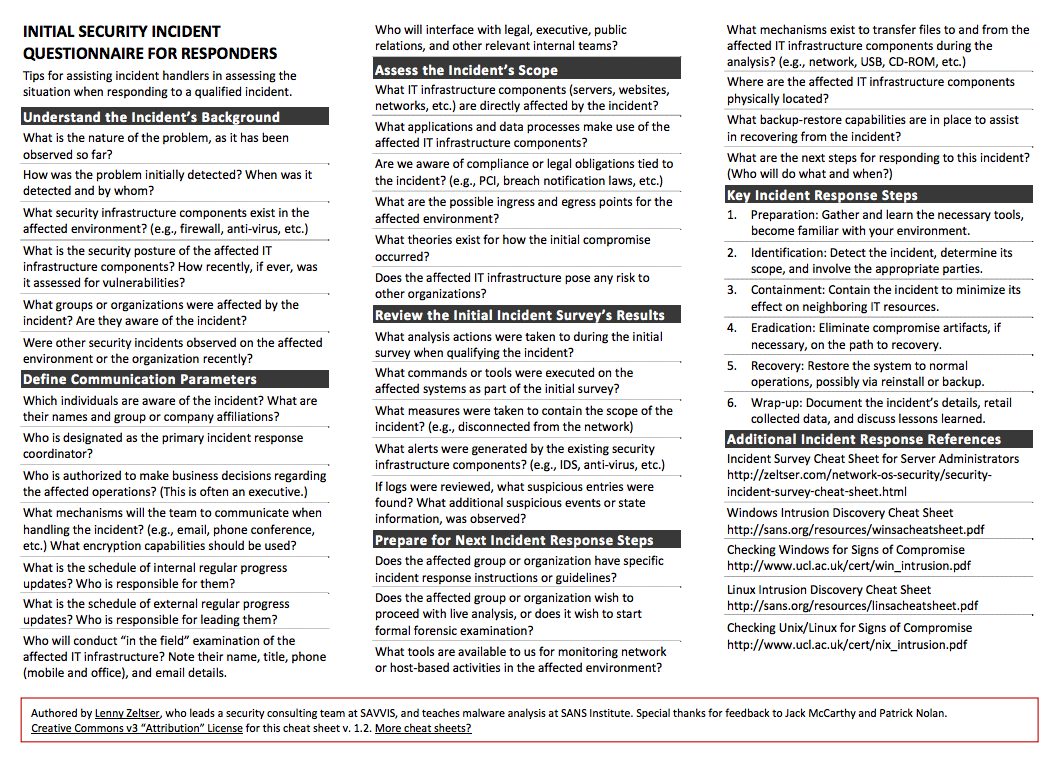 INITIAL SECURITY INCIDENT
QUESTIONNAIRE FOR RESPONDERS
Tips for assisting incident handlers in assessing the
situation when responding to a qualified incident.
Understand the Incident's Background
What is the nature of the problem, as it has been
observed so far?
How was the problem initially detected? When was it
detected and by whom?
What security infrastructure components exist in the
affected environment? (e.g., firewall, anti-virus, etc.)
What is the security posture of the affected IT
infrastructure components? How recently, if ever, was
it assessed for vulnerabilities?
What groups or organizations were affected by the
incident? Are they aware of the incident?
Were other security incidents observed on the affected
environment or the organization recently?
Define Communication Parameters
Which individuals are aware of the incident? What are
their names and group or company affiliations?
Who is designated as the primary incident response
coordinator?
Who is authorized to make business decisions regarding
the affected operations? (This is often an executive.)
What mechanisms will the team to communicate when
handling the incident? (e.g., email, phone conference,
etc.) What encryption capabilities should be used?
What is the schedule of internal regular progress
updates? Who is responsible for them?
What is the schedule of external regular progress
updates? Who is responsible for leading them?
Who will conduct “in the field” examination of the
affected IT infrastructure? Note their name, title, phone
(mobile and office), and email details.
Who will interface with legal, executive, public
relations, and other relevant internal teams?
Assess the Incident's Scope
What IT infrastructure components (servers, websites,
networks, etc.) are directly affected by the incident?
What applications and data processes make use of the
affected IT infrastructure components?
Are we aware of compliance or legal obligations tied to
the incident? (e.g., PCI, breach notification laws, etc.)
What are the possible ingress and egress points for the
affected environment?
What theories exist for how the initial compromise
occurred?
Does the affected IT infrastructure pose any risk to
other organizations?
Review the Initial Incident Survey's Results
What analysis actions were taken to during the initial
survey when qualifying the incident?
What commands or tools were executed on the
affected systems as part of the initial survey?
What measures were taken to contain the scope of the
incident? (e.g., disconnected from the network)
What alerts were generated by the existing security
infrastructure components? (e.g., IDS, anti-virus, etc.)
If logs were reviewed, what suspicious entries were
found? What additional suspicious events or state
information, was observed?
Prepare for Next Incident Response Steps
Does the affected group or organization have specific
incident response instructions or guidelines?
Does the affected group or organization wish to
proceed with live analysis, or does it wish to start
formal forensic examination?
What tools are available to us for monitoring network
or host-based activities in the affected environment?
What mechanisms exist to transfer files to and from the
affected IT infrastructure components during the
analysis? (e.g., network, USB, CD-ROM, etc.)
Where are the affected IT infrastructure components
physically located?
What backup-restore capabilities are in place to assist
in recovering from the incident?
What are the next steps for responding to this incident?
(Who will do what and when?)
Key Incident Response Steps
1. Preparation: Gather and learn the necessary tools,
become familiar with your environment.
2. Identification: Detect the incident, determine its
scope, and involve the appropriate parties.
3. Containment: Contain the incident to minimize its
effect on neighboring IT resources.
4. Eradication: Eliminate compromise artifacts, if
necessary, on the path to recovery.
5. Recovery: Restore the system to normal
operations, possibly via reinstall or backup.
6. Wrap-up: Document the incident's details, retail
collected data, and discuss lessons learned.
Additional Incident Response References
Incident Survey Cheat Sheet for Server Administrators
http://zeltser.com/network-os-security/security-
incident-survey-cheat-sheet.html
Windows Intrusion Discovery Cheat Sheet
http://sans.org/resources/winsacheatsheet.pdf
Checking Windows for Signs of Compromise
http://www.ucl.ac.uk/cert/win_intrusion.pdf
Linux Intrusion Discovery Cheat Sheet
http://sans.org/resources/linsacheatsheet.pdf
Checking Unix/Linux for Signs of Compromise
http://www.ucl.ac.uk/cert/nix_intrusion.pdf
Authored by Lenny Zeltser, who leads a security consulting team at SAVVIS, and teaches malware analysis at SANS Institute. Special thanks for feedback to Jack McCarthy and Patrick Nolan.
Creative Commons v3 “Attribution” License for this cheat sheet v. 1.2. More cheat sheets?